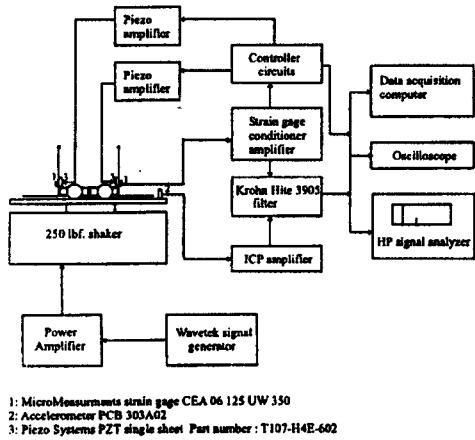 Piezo
amplifier
Piezo
amplifier
Controller
circuits
Data acquisition
computer
Strain gage
conditioner
amplifier
Oscilloscope
Krohn Hite 3905
filter
HP signal analyzer
250 lbf. shaker
ICP amplifier
Power
Amplifier
Wavetek signal
generator
1: MicroMeasurments strain gage CEA 06 125 UW 350
2: Accelerometer PCB 303A02
3: Piezo Systems PZT single sheet Part number : T107-H4E-602